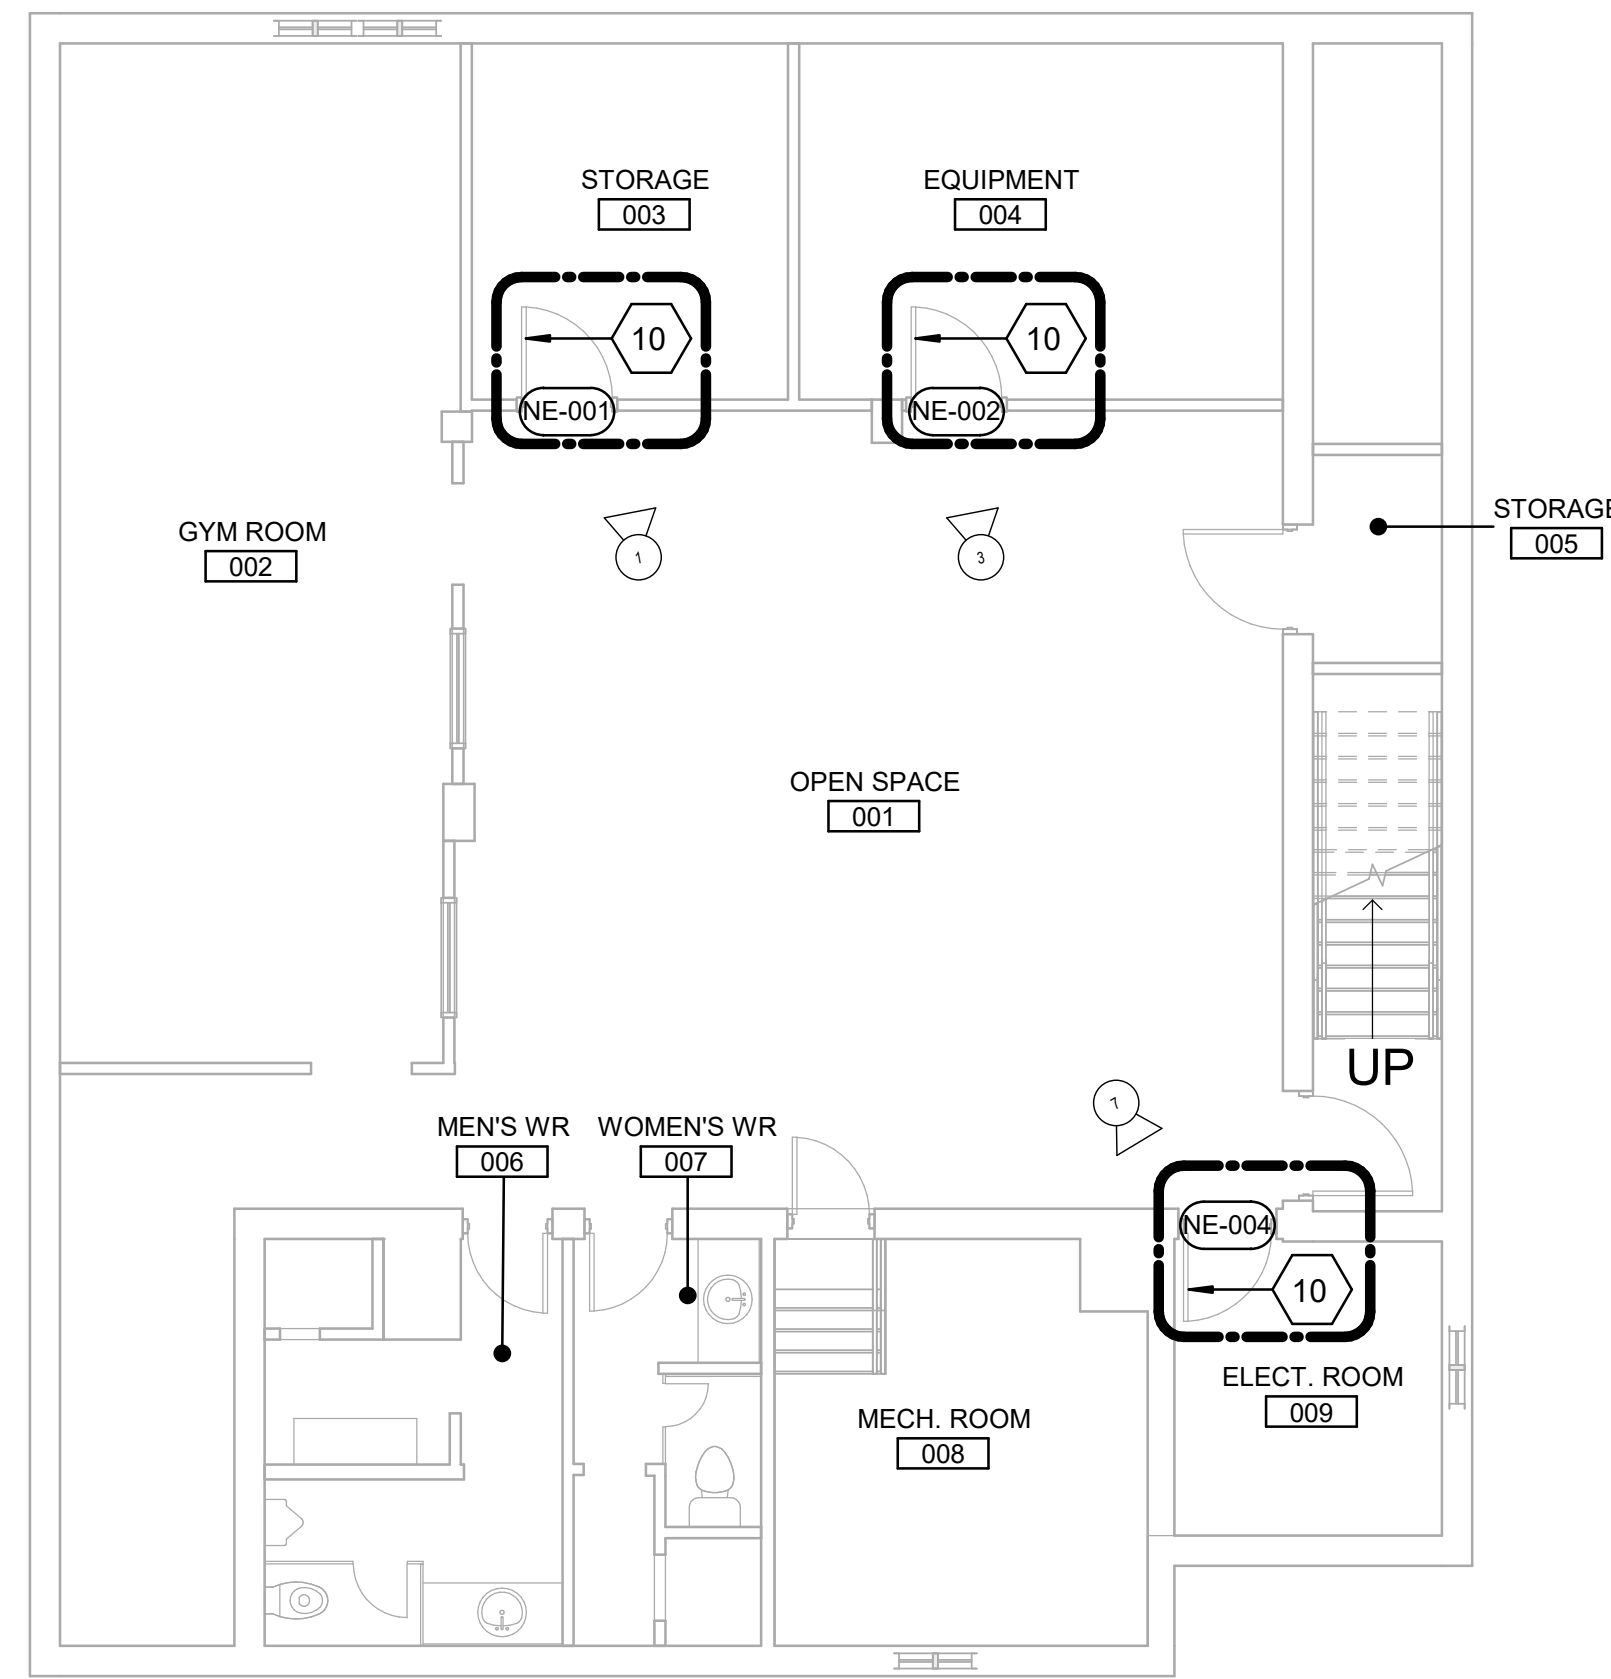 STORAGE
003
EQUIPMENT
004
10
10
NE-001
NE-002
STORAGE
005
GYM ROOM
002
1
3
OPEN SPACE
001
UP
7
MEN'S WR
006
WOMEN'S WR
007
NE-004
10
ELECT. ROOM
009
MECH. ROOM
008